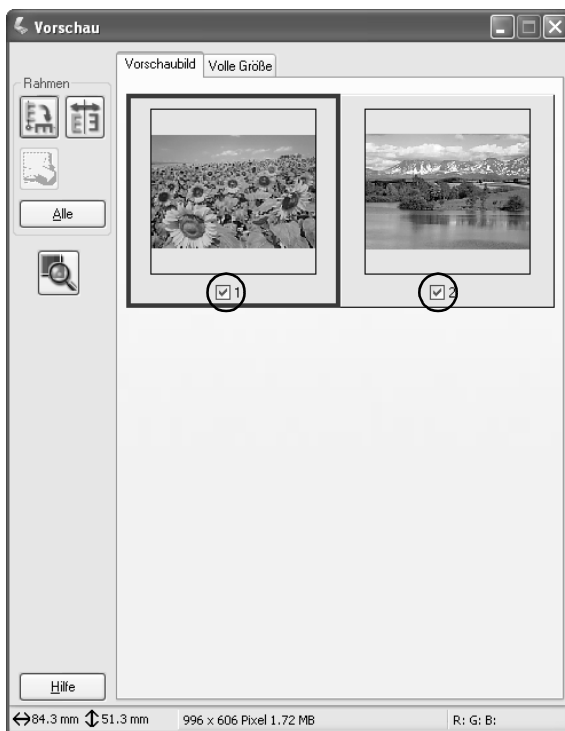 Vorschau
Vorschaubild Volle Größe
Rahmen
Alle
1 2
Hilfe
84.3 mm 51.3 mm 996 x 606 Pixel 1.72 MB R: G: B: